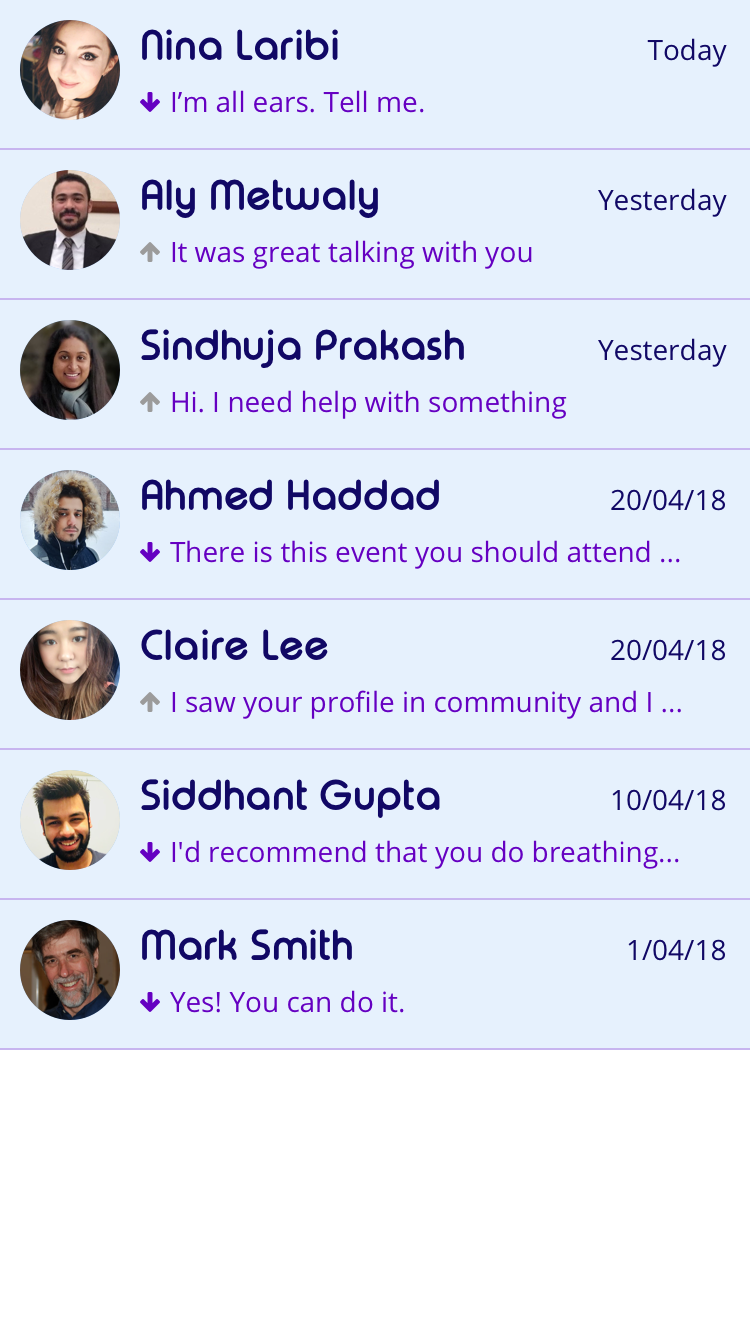 Nina Laribi
Today
I’m all ears. Tell me.
Aly Metwaly
Yesterday
It was great talking with you
Sindhuja Prakash
Yesterday
Hi. I need help with something
Ahmed Haddad
20/04/18
There is this event you should attend ...
Claire Lee
20/04/18
I saw your profile in community and I ...
Siddhant Gupta
10/04/18
I'd recommend that you do breathing...
Mark Smith
1/04/18
Yes! You can do it.